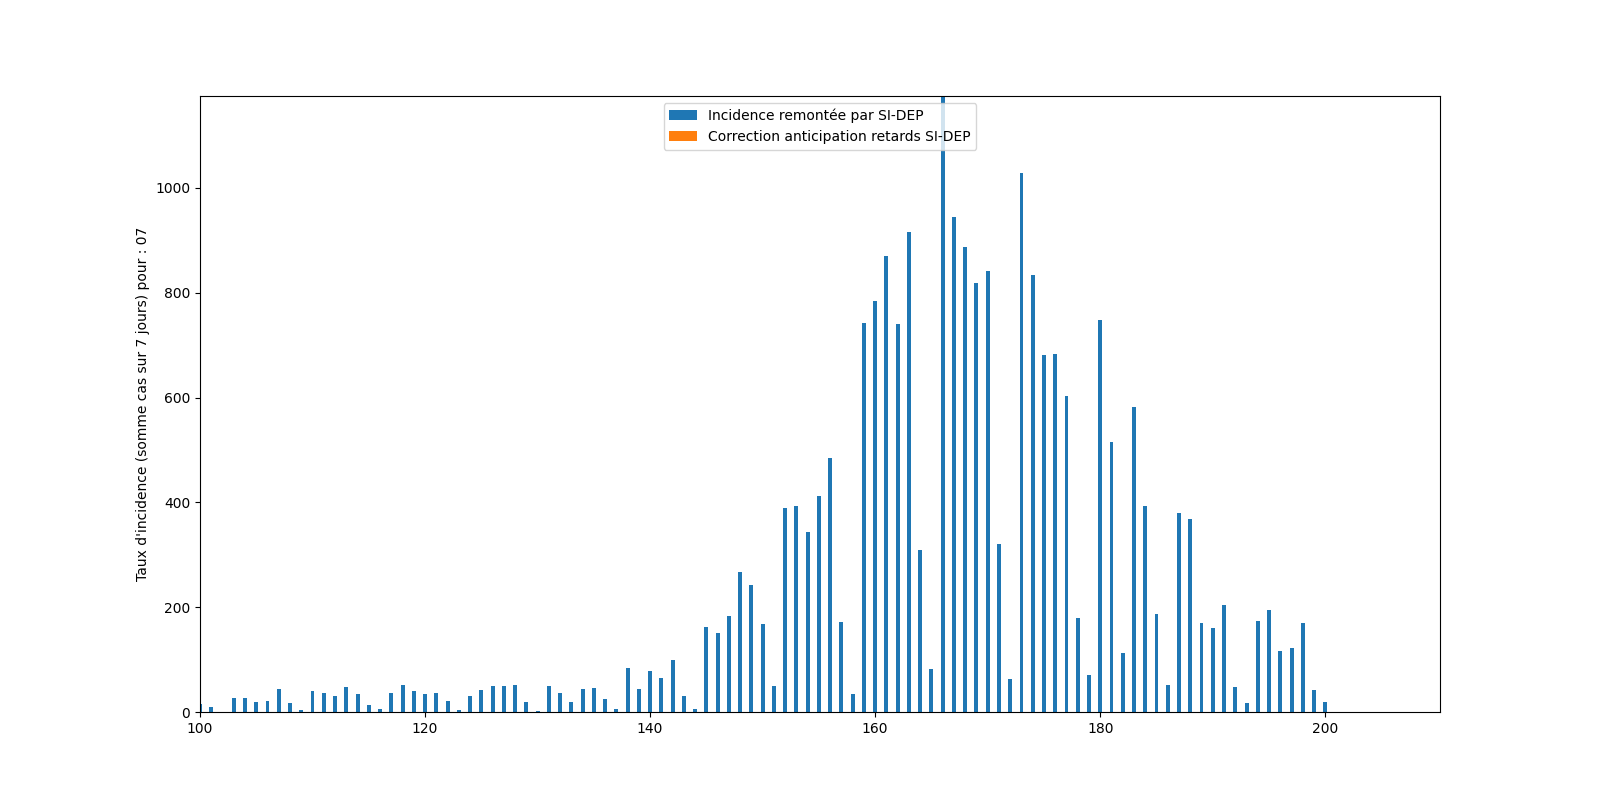 Incidence remontée par SI-DEP
Correction anticipation retards SI-DEP
Taux d'incidence (somme cas sur 7 jours) pour : 07
1000
800
600
400
200
0
100 120 140 160 180 200